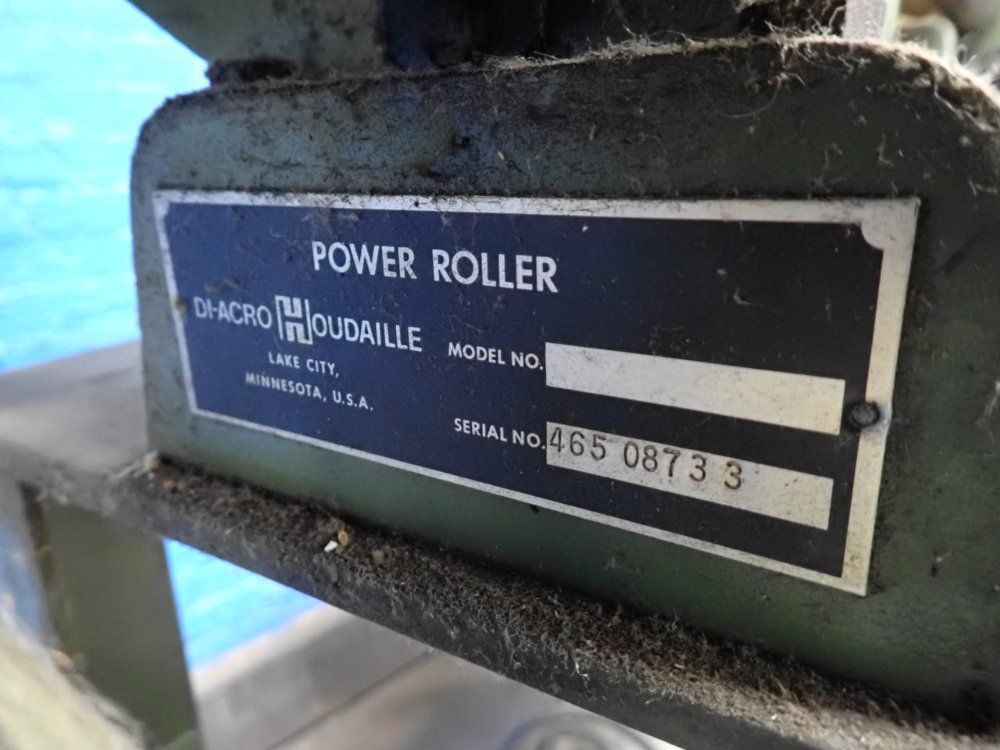 POWER ROLLER
DI-ACRO HOUDAILLE
LAKE CITY,
MINNESOTA, U.S.A.
MODEL NO.
SERIAL NO. 465 0873 3